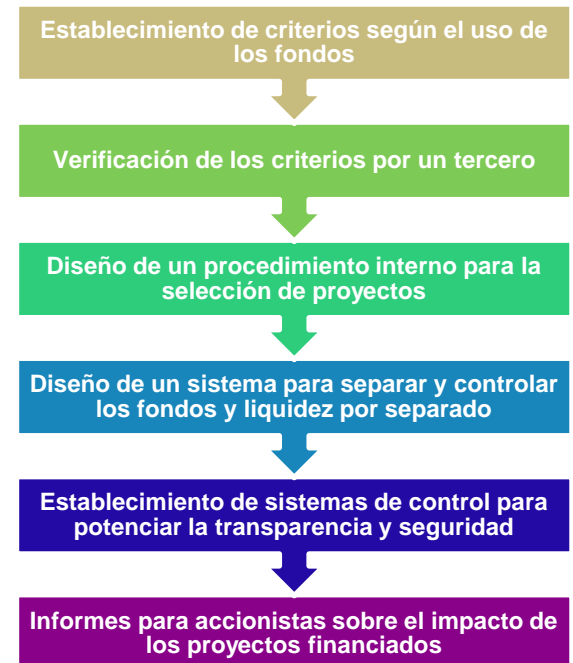 Establecimiento de criterios según el uso de
los fondos
Verificación de los criterios por un tercero
Diseño de un procedimiento interno para la
selección de proyectos
Diseño de un sistema para separar y controlar
los fondos y liquidez por separado
Establecimiento de sistemas de control para
potenciar la transparencia y seguridad
Informes para accionistas sobre el impacto de
los proyectos financiados